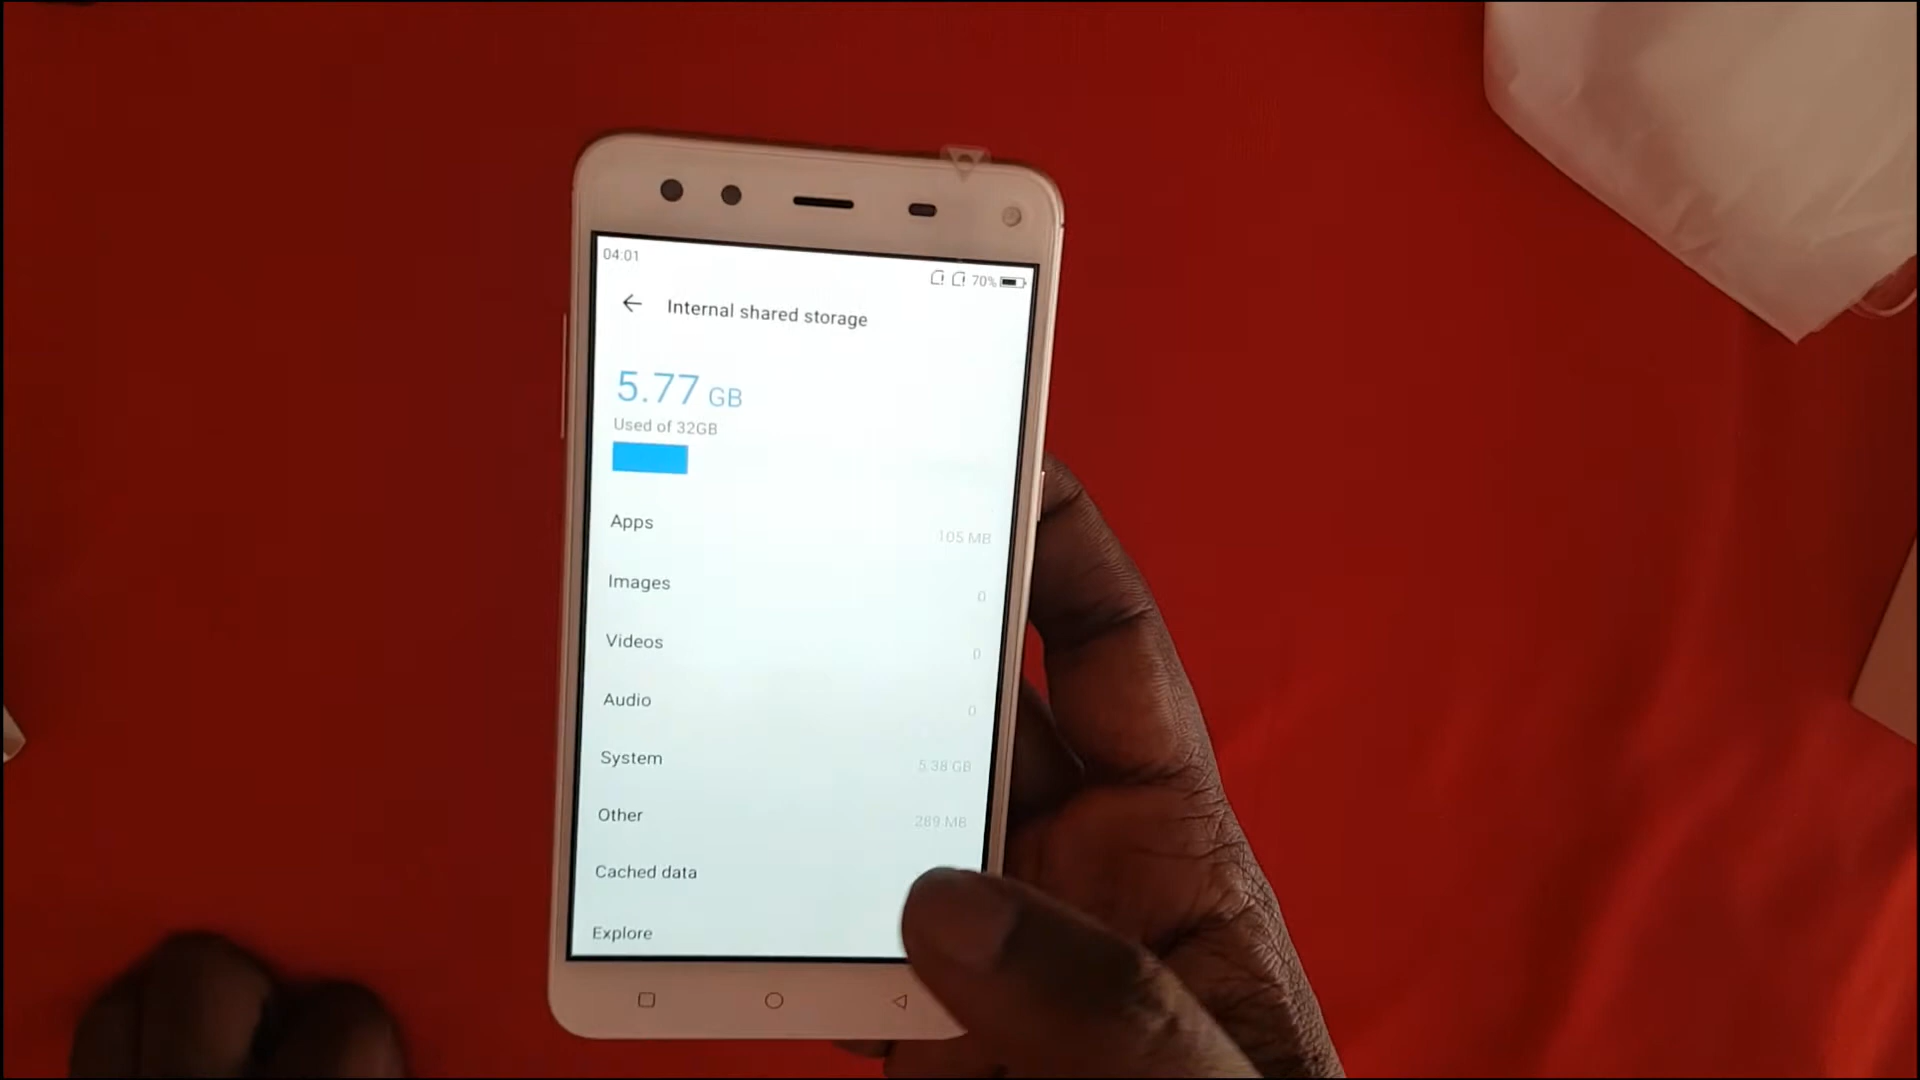 04:01
70%
Internal shared storage
5.77 GB
Used of 32GB
Apps
105 MB
Images
0
Videos
0
Audio
0
System
5.38 GB
Other
289 MB
Cached data
Explore